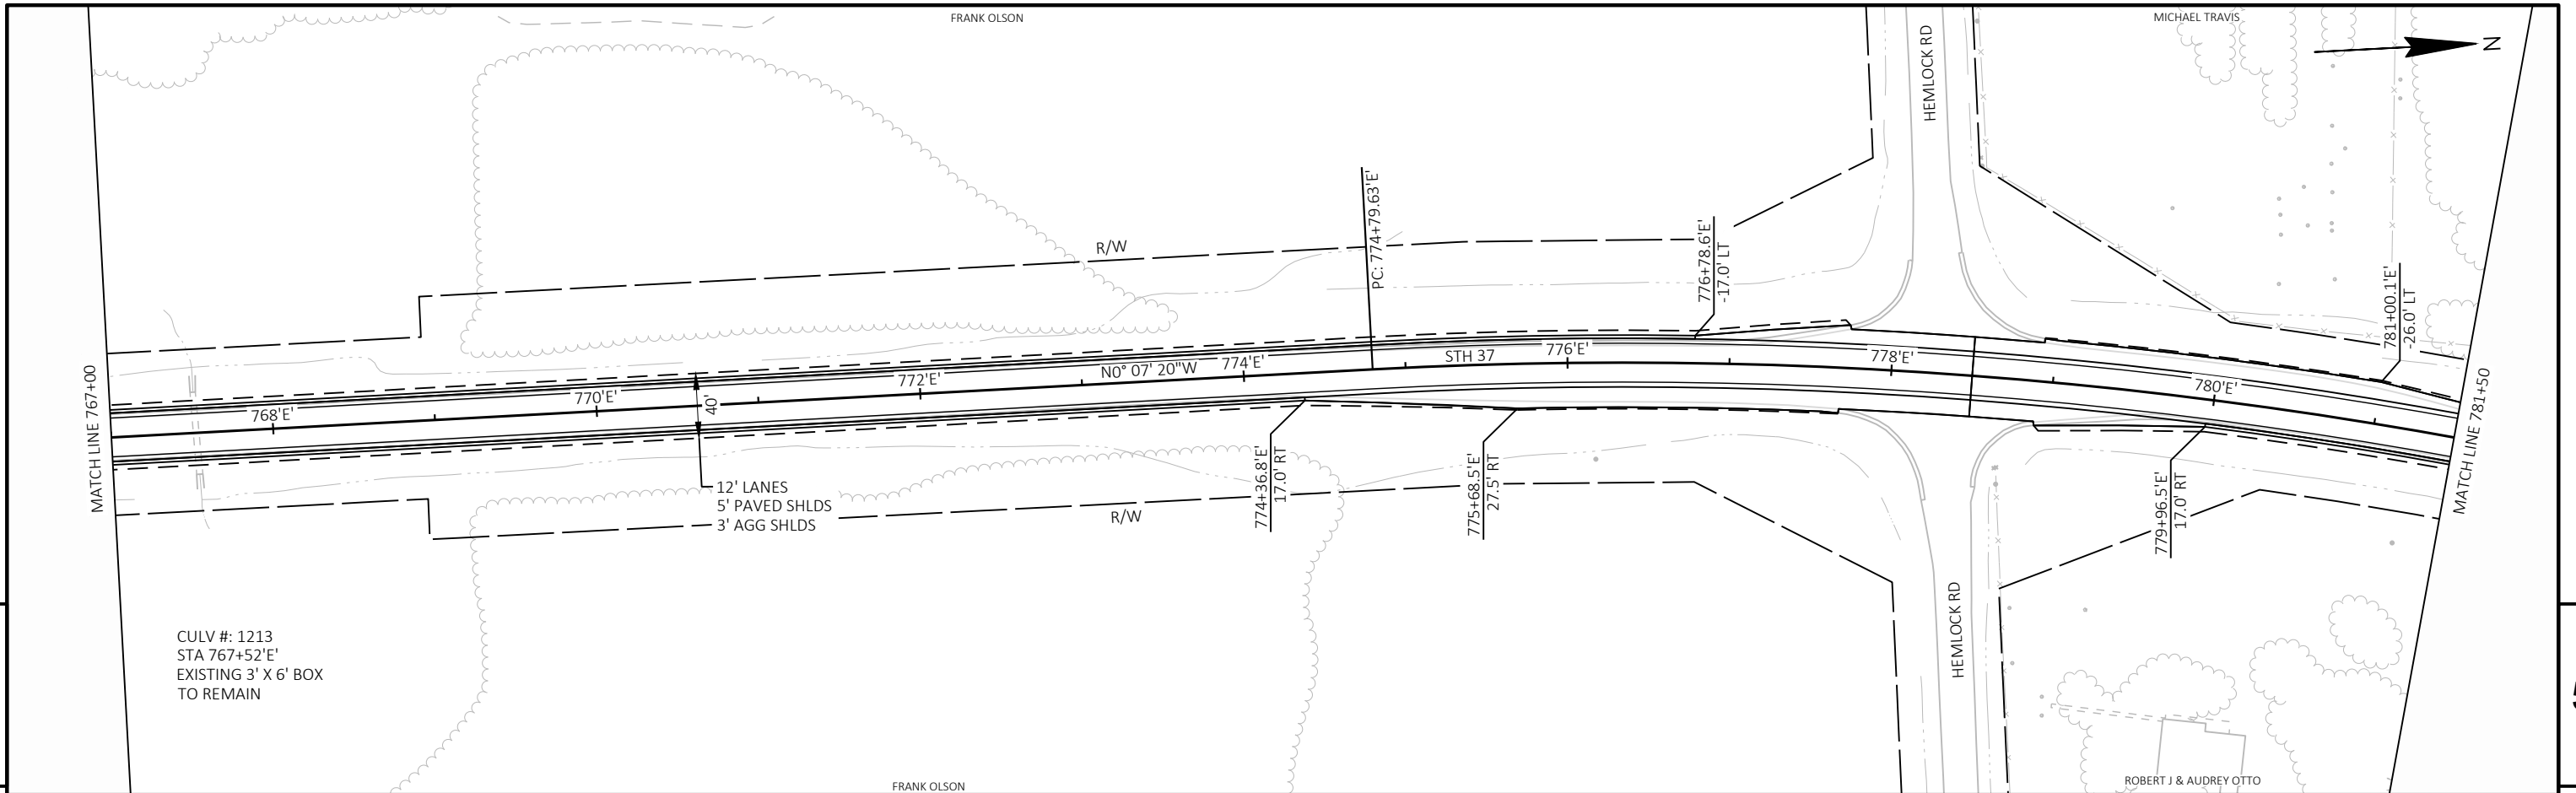 FRANK OLSON
MICHAEL TRAVIS
N
HEMLOCK RD
PC: 774+79.63'E'
R/W
776+78.6'E'
-17.0' LT
781+00.1'E'
-26.0' LT
MATCH LINE 767+00
768'E'
770'E'
40'
772'E'
N0° 07' 20"W
774'E'
STH 37
776'E'
778'E'
780'E'
MATCH LINE 781+50
12' LANES
5' PAVED SHLDS
3' AGG SHLDS
R/W
774+36.8'E'
17.0' RT
775+68.5'E'
27.5' RT
779+96.5'E'
17.0' RT
HEMLOCK RD
CULV #: 1213
STA 767+52'E'
EXISTING 3' X 6' BOX
TO REMAIN
FRANK OLSON
ROBERT J & AUDREY OTTO